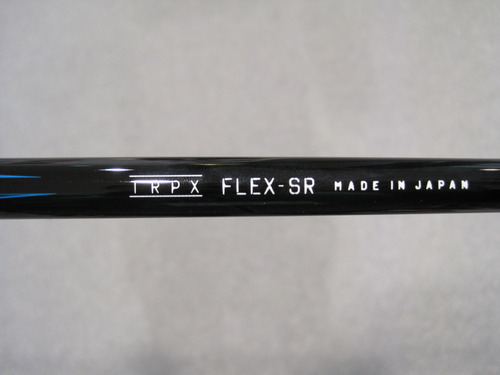 TRPX FLEX-SR MADE IN JAPAN